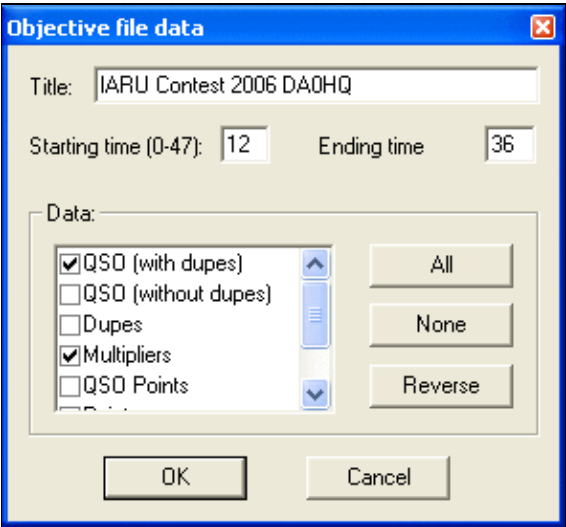 Objective file data
Title: IARU Contest 2006 DA0HQ
Starting time (0-47): 12 Ending time 36
Data:
QSO (with dupes)
QSO (without dupes)
Dupes
Multipliers
QSO Points
All
None
Reverse
OK Cancel